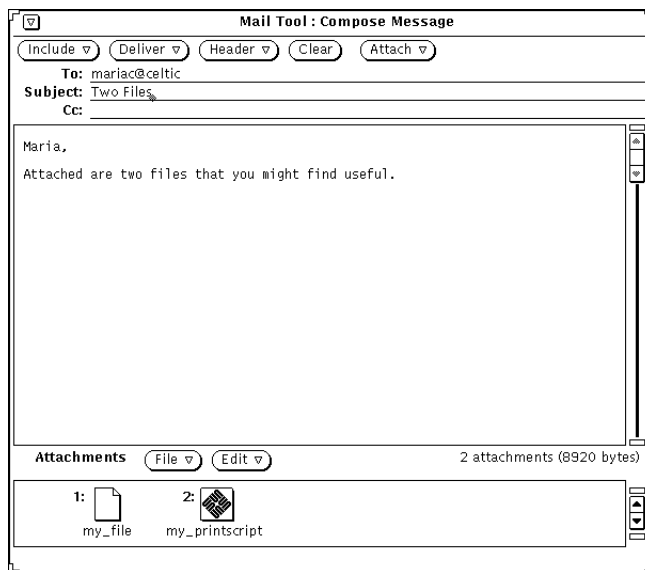 Mail Tool : Compose Message
Include Deliver Header Clear Attach
To: mariac@celtic
Subject: Two Files
Cc:
Maria,
Attached are two files that you might find useful.
Attachments File Edit 2 attachments (8920 bytes)
1: 2:
my_file my_printscript